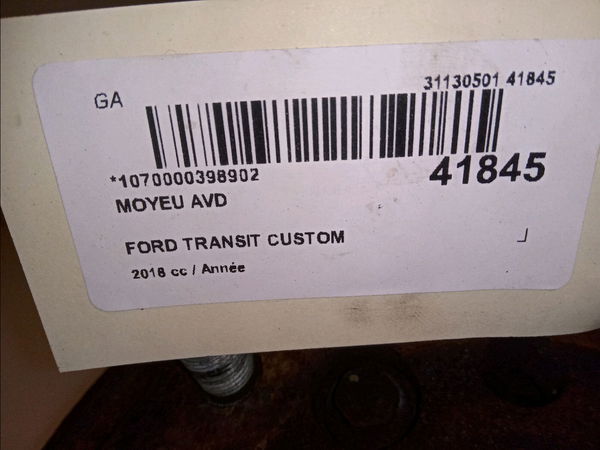 GA
31130501 41845
*1070000398902
41845
MOYEU AVD
FORD TRANSIT CUSTOM
2018 cc / Année